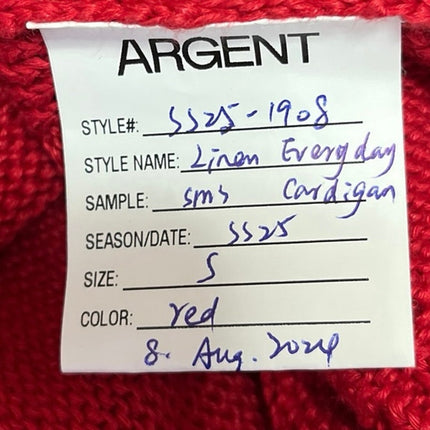 ARGENT
STYLE#: SS25-1908
STYLE NAME: Linen Everyday
SAMPLE: sms Cardigan
SEASON/DATE: SS25
SIZE: S
COLOR: red
8. Aug. 2024